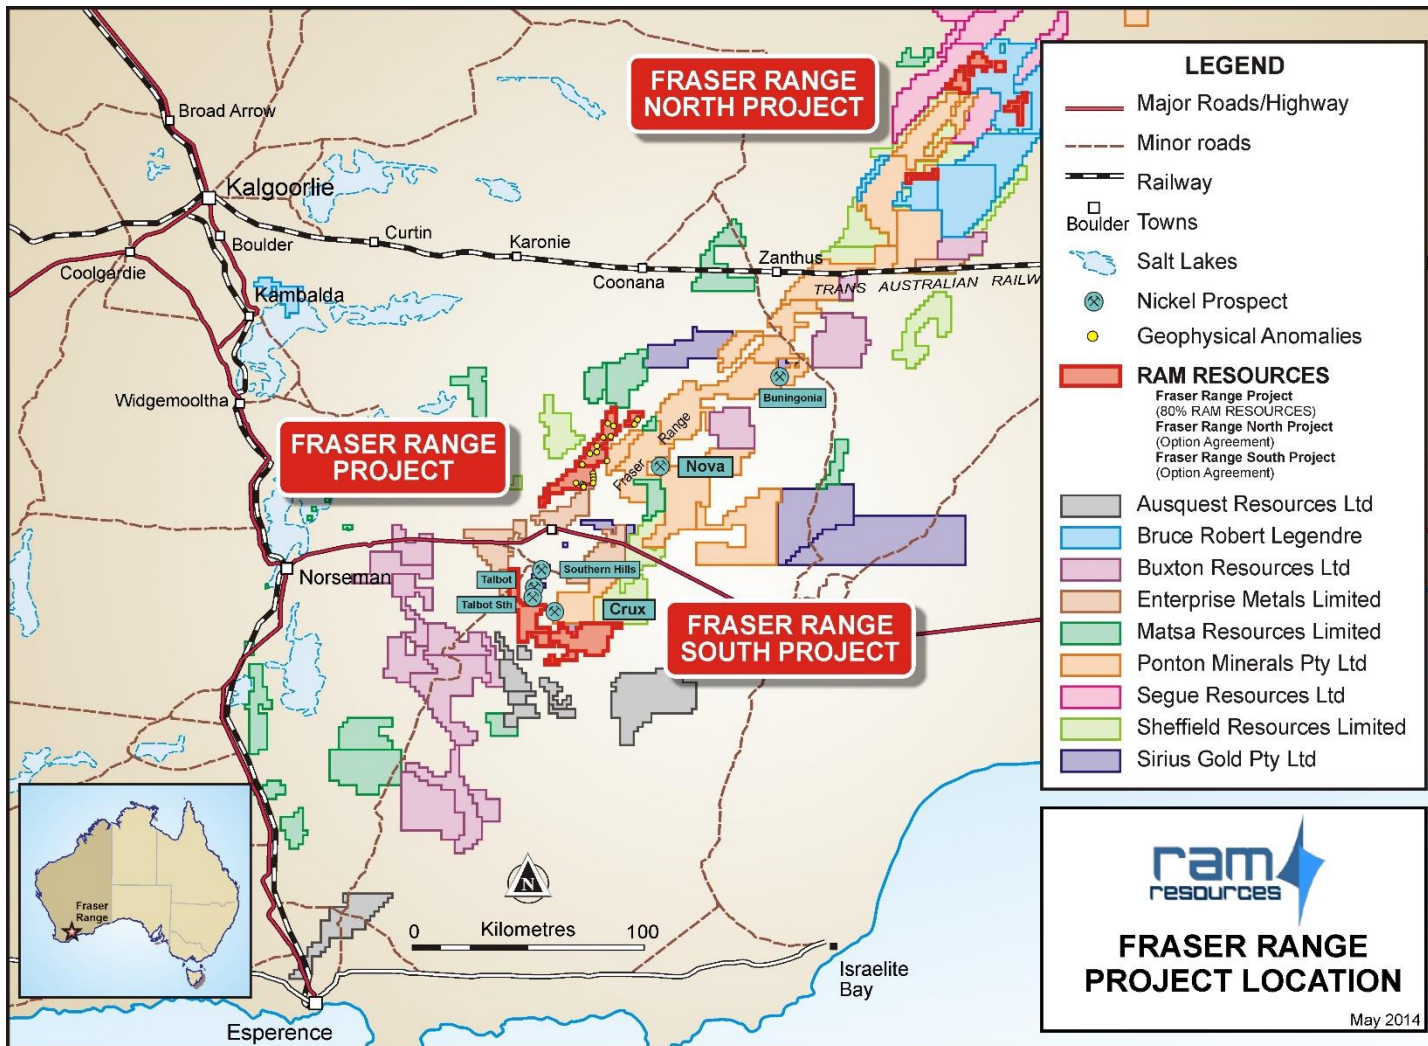 FRASER RANGE
NORTH PROJECT
Broad Arrow
Kalgoorlie
Boulder
Curtin
Karonie
Coolgardie
Coonana
Zanthus
TRANS AUSTRALIAN RAILW
Kambalda
Widgemooltha
Buningonia
FRASER RANGE
PROJECT
Fraser Range
Nova
Norseman
Southern Hills
Talbot
Talbot Sth
Crux
FRASER RANGE
SOUTH PROJECT
Fraser
Range
N
Kilometres
0
100
Israelite
Bay
Esperence
LEGEND
Major Roads/Highway
Minor roads
Railway
Boulder
Towns
Salt Lakes
Nickel Prospect
Geophysical Anomalies
RAM RESOURCES
Fraser Range Project
(80% RAM RESOURCES)
Fraser Range North Project
(Option Agreement)
Fraser Range South Project
(Option Agreement)
Ausquest Resources Ltd
Bruce Robert Legendre
Buxton Resources Ltd
Enterprise Metals Limited
Matsa Resources Limited
Ponton Minerals Pty Ltd
Segue Resources Ltd
Sheffield Resources Limited
Sirius Gold Pty Ltd
ram
resources
FRASER RANGE
PROJECT LOCATION
May 2014